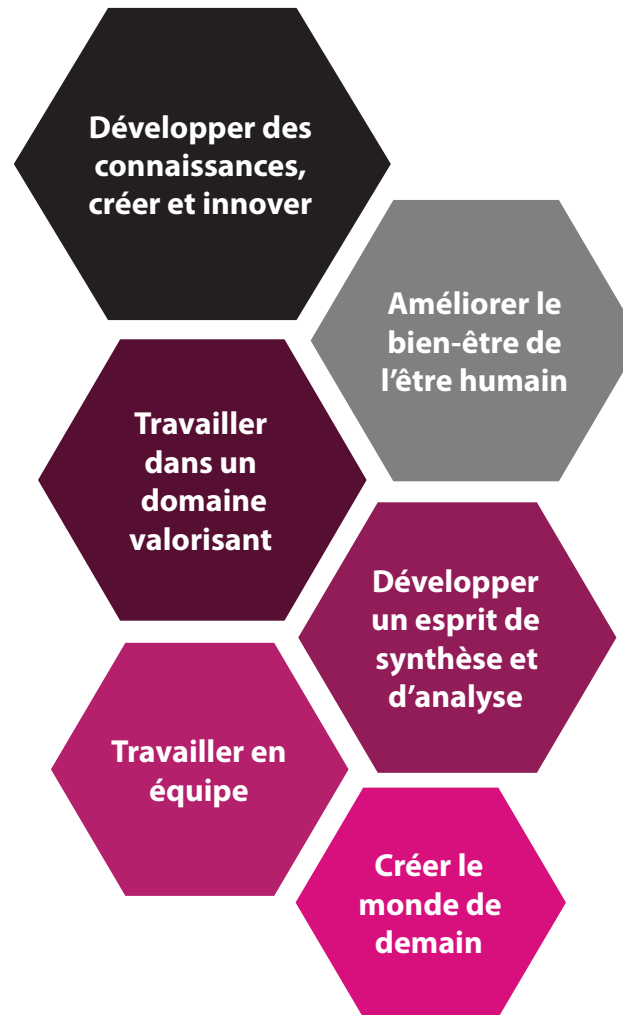 Développer des
connaissances,
créer et innover
Améliorer le
bien-être de
l’être humain
Travailler
dans un
domaine
valorisant
Développer
un esprit de
synthèse et
d’analyse
Travailler en
équipe
Créer le
monde de
demain